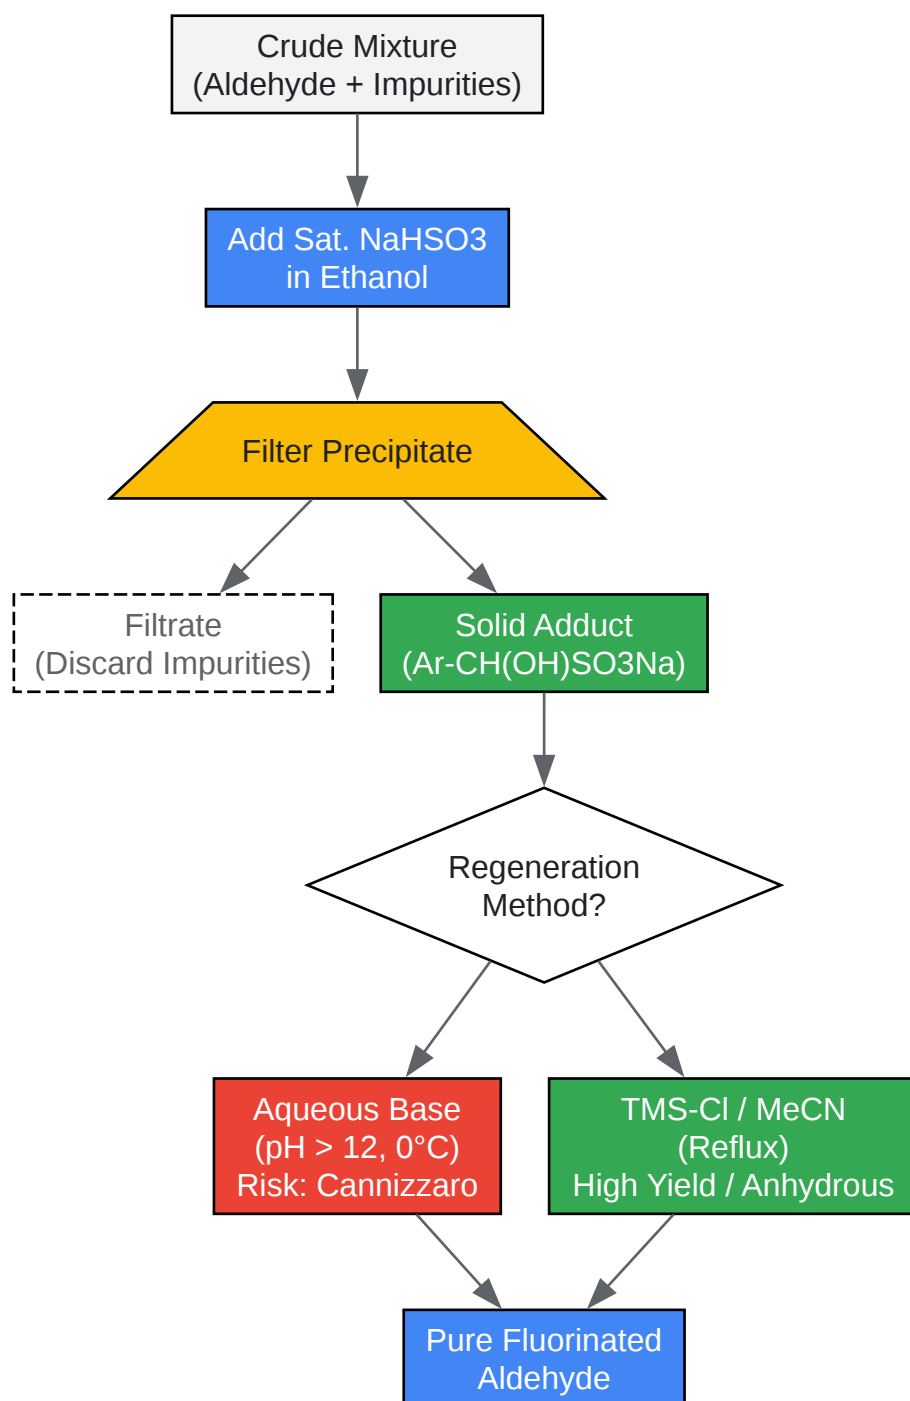 Crude Mixture
(Aldehyde + Impurities)
Add Sat. NaHSO3
in Ethanol
Filter Precipitate
Filtrate
(Discard Impurities)
Solid Adduct
(Ar-CH(OH)SO3Na)
Regeneration
Method?
Aqueous Base
(pH > 12, 0°C)
Risk: Cannizzaro
TMS-Cl / MeCN
(Reflux)
High Yield / Anhydrous
Pure Fluorinated
Aldehyde